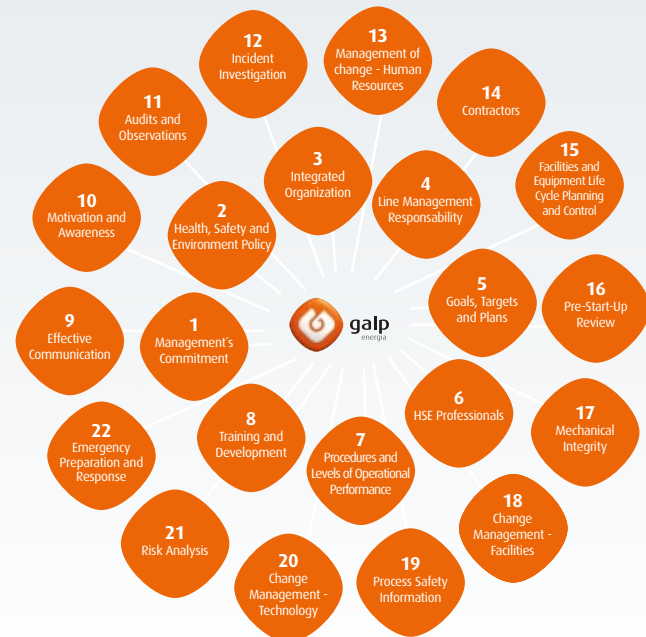 12
Incident
Investigation
13
Management of
change - Human
Resources
14
Contractors
11
Audits and
Observations
3
Integrated
Organization
15
Facilities and
Equipment Life
Cycle Planning
and Control
4
Line Management
Responsability
10
Motivation and
Awareness
2
Health, Safety and
Environment Policy
5
Goals, Targets
and Plans
16
Pre-Start-Up
Review
galp
energia
9
Effective
Communication
1
Management's
Commitment
6
HSE Professionals
17
Mechanical
Integrity
8
Training and
Development
7
Procedures and
Levels of Operational
Performance
22
Emergency
Preparation and
Response
18
Change
Management -
Facilities
21
Risk Analysis
20
Change
Management -
Technology
19
Process Safety
Information